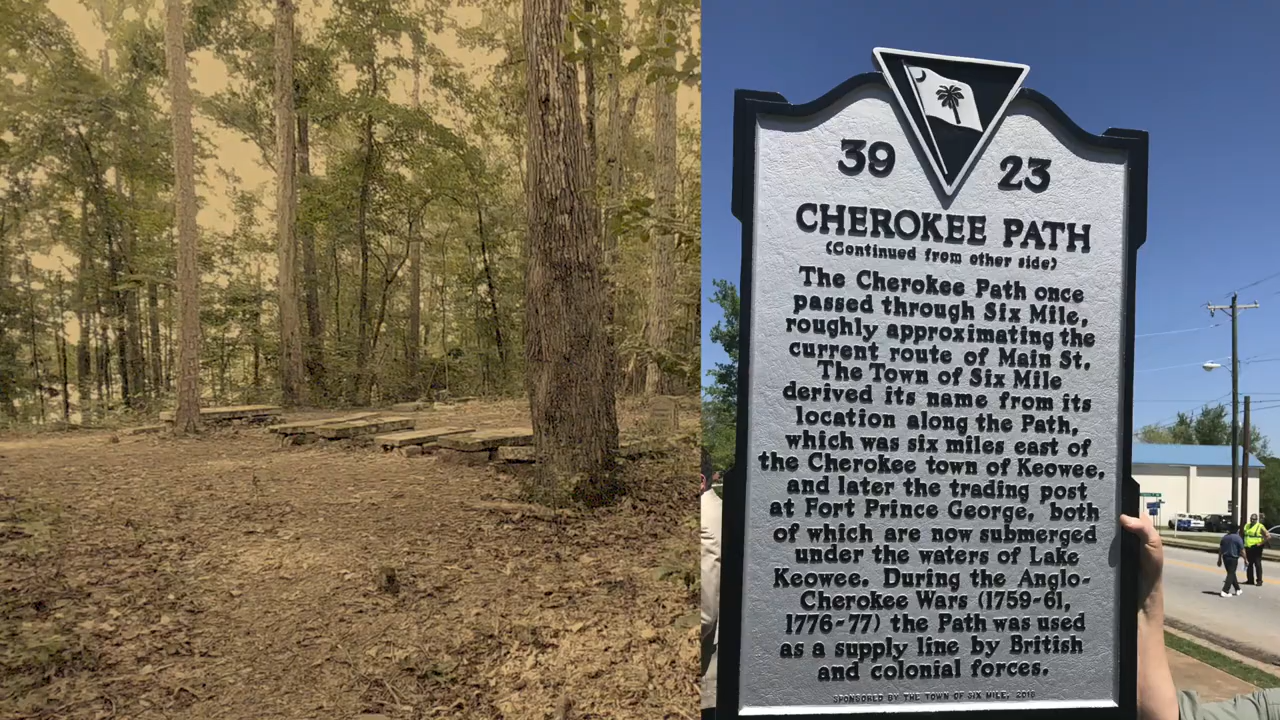 39 23
CHEROKEE PATH
(Continued from other side)
The Cherokee Path once
passed through Six Mile,
roughly approximating the
current route of Main St.
The Town of Six Mile
derived its name from its
location along the Path,
which was six miles east of
the Cherokee town of Keowee,
and later the trading post
at Fort Prince George, both
of which are now submerged
under the waters of Lake
Keowee. During the Anglo-
Cherokee Wars (1759-61,
1776-77) the Path was used
as a supply line by British
and colonial forces.
SPONSORED BY THE TOWN OF SIX MILE, 2018